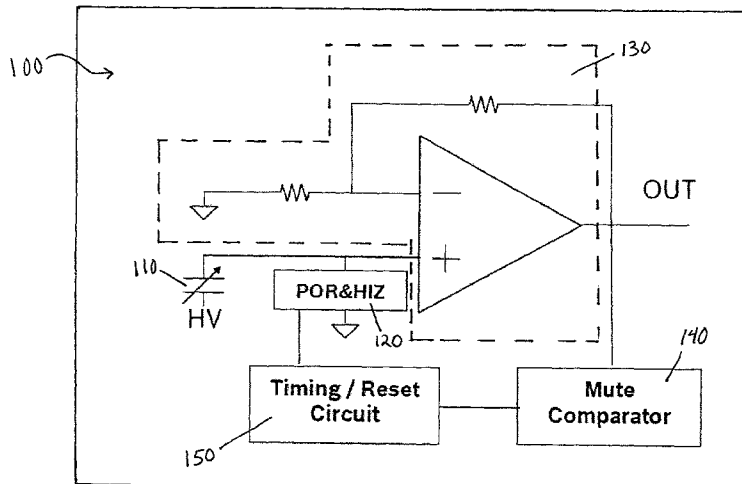 100
130
OUT
−
+
110
HV
POR&HIZ
120
140
Timing / Reset
Circuit
150
Mute
Comparator